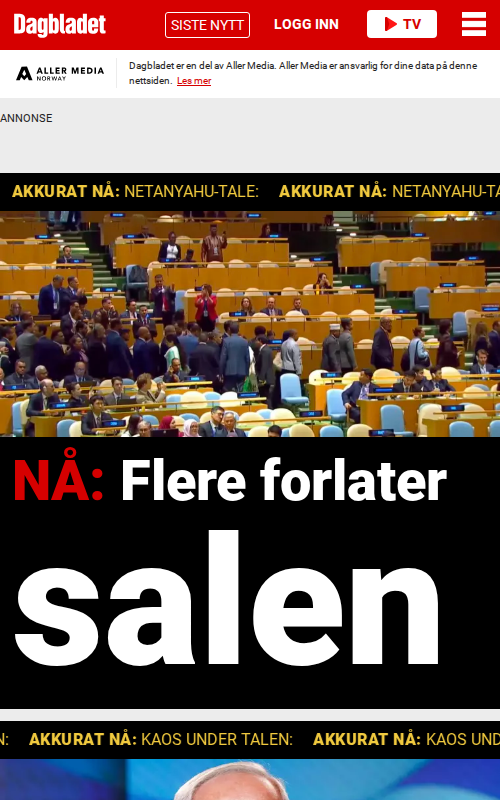 Dagbladet
SISTE NYTT
LOGG INN
TV
ALLER MEDIA
NORWAY
Dagbladet er en del av Aller Media. Aller Media er ansvarlig for dine data på denne
nettsiden. Les mer
ANNONSE
AKKURAT NÅ: NETANYAHU-TALE: AKKURAT NÅ: NETANYAHU-TA
NÅ: Flere forlater
salen
N: AKKURAT NÅ: KAOS UNDER TALEN: AKKURAT NÅ: KAOS UND